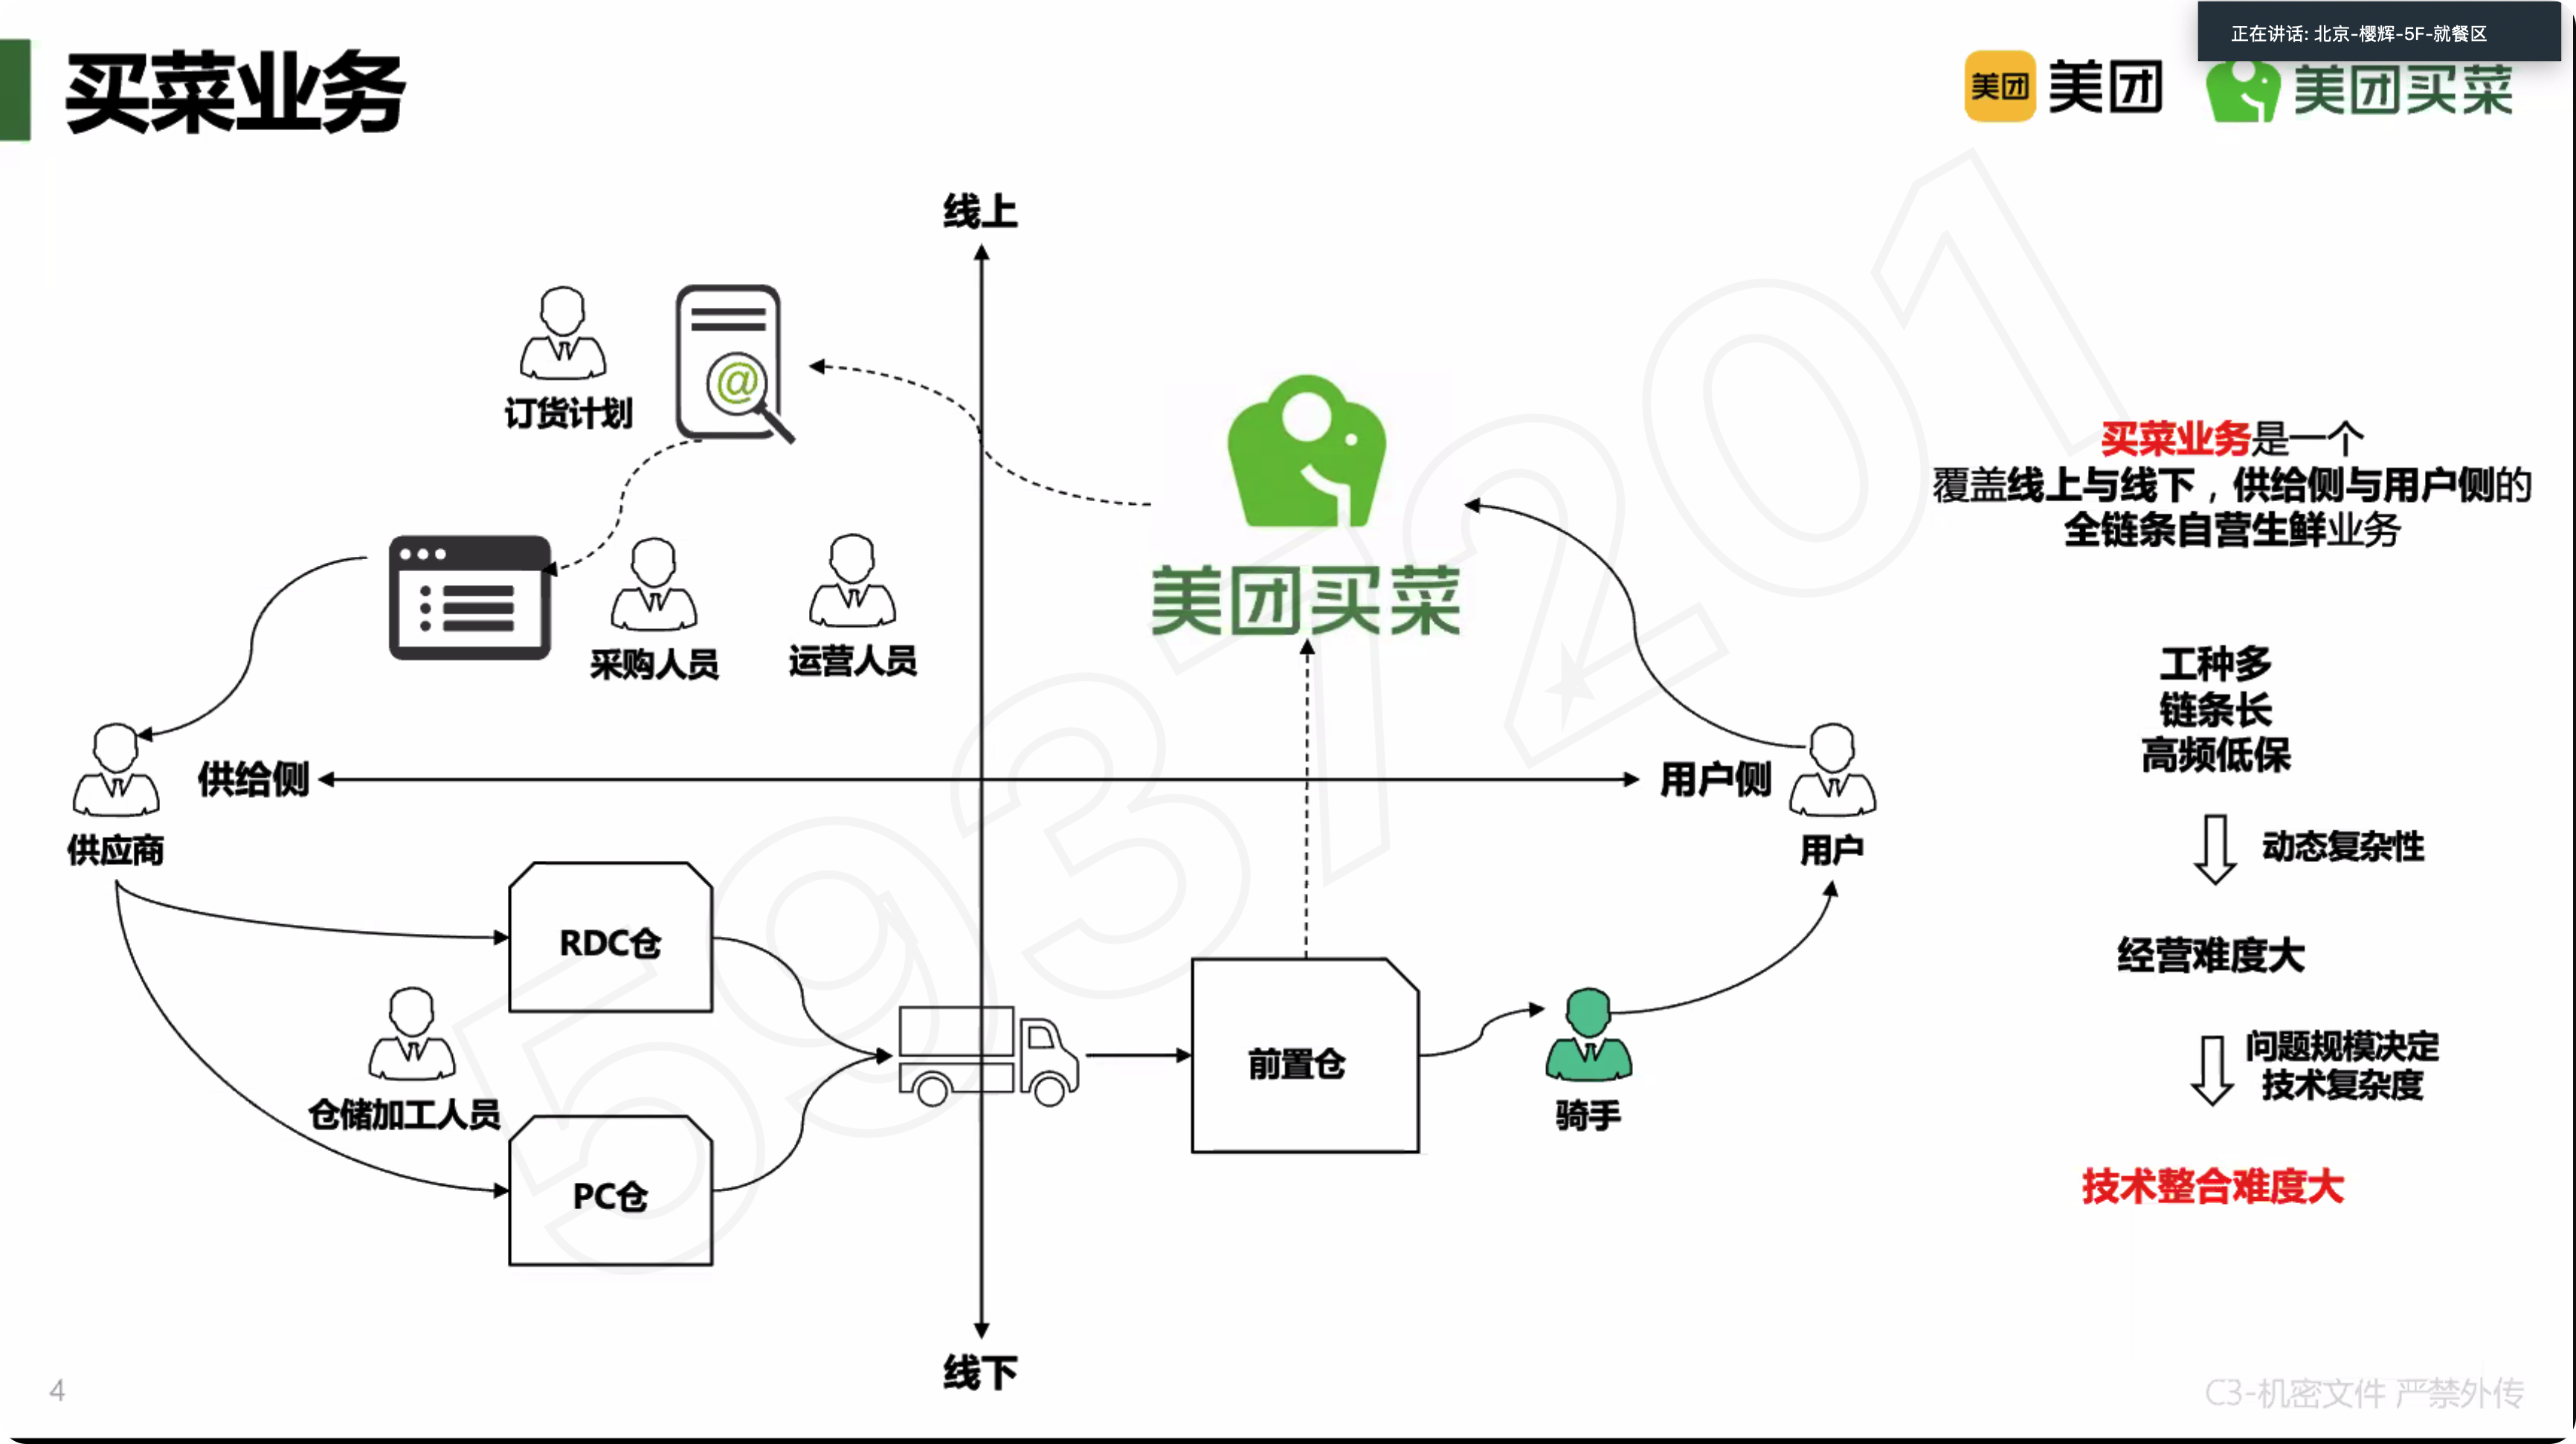 正在讲话: 北京-樱辉-5F-就餐区
买菜业务
美团 美团
美团买菜
线上
订货计划
@
采购人员
运营人员
美团买菜
供应商
供给侧
用户侧
用户
RDC仓
仓储加工人员
PC仓
前置仓
骑手
线下
买菜业务是一个
覆盖线上与线下，供给侧与用户侧的
全链条自营生鲜业务
工种多
链条长
高频低保
动态复杂性
经营难度大
问题规模决定
技术复杂度
技术整合难度大
5937201
4
C3-机密文件 严禁外传